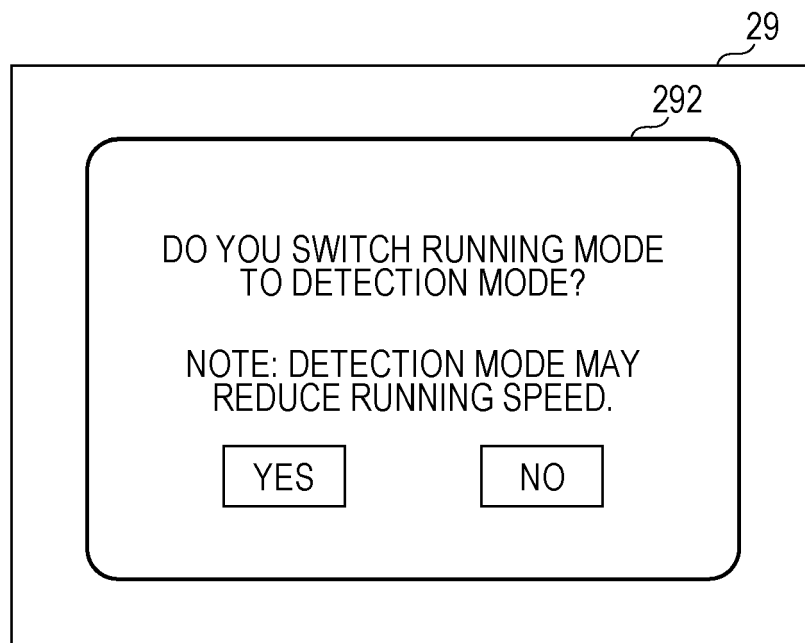 29
292
DO YOU SWITCH RUNNING MODE
TO DETECTION MODE?
NOTE: DETECTION MODE MAY
REDUCE RUNNING SPEED.
YES
NO